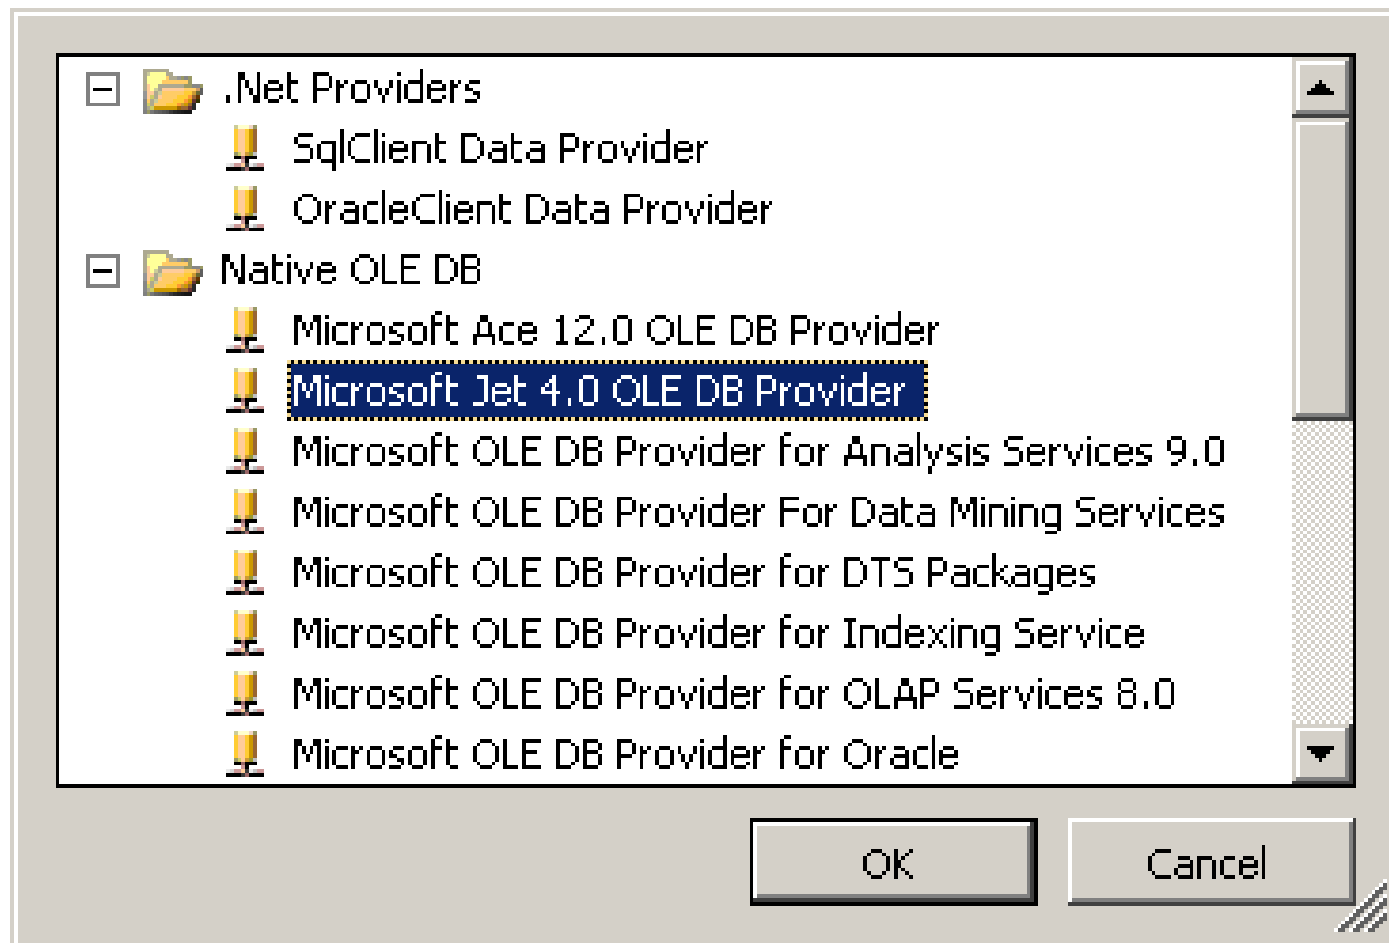 .Net Providers
SqlClient Data Provider
OracleClient Data Provider
Native OLE DB
Microsoft Ace 12.0 OLE DB Provider
Microsoft Jet 4.0 OLE DB Provider
Microsoft OLE DB Provider for Analysis Services 9.0
Microsoft OLE DB Provider For Data Mining Services
Microsoft OLE DB Provider for DTS Packages
Microsoft OLE DB Provider for Indexing Service
Microsoft OLE DB Provider for OLAP Services 8.0
Microsoft OLE DB Provider for Oracle
OK Cancel